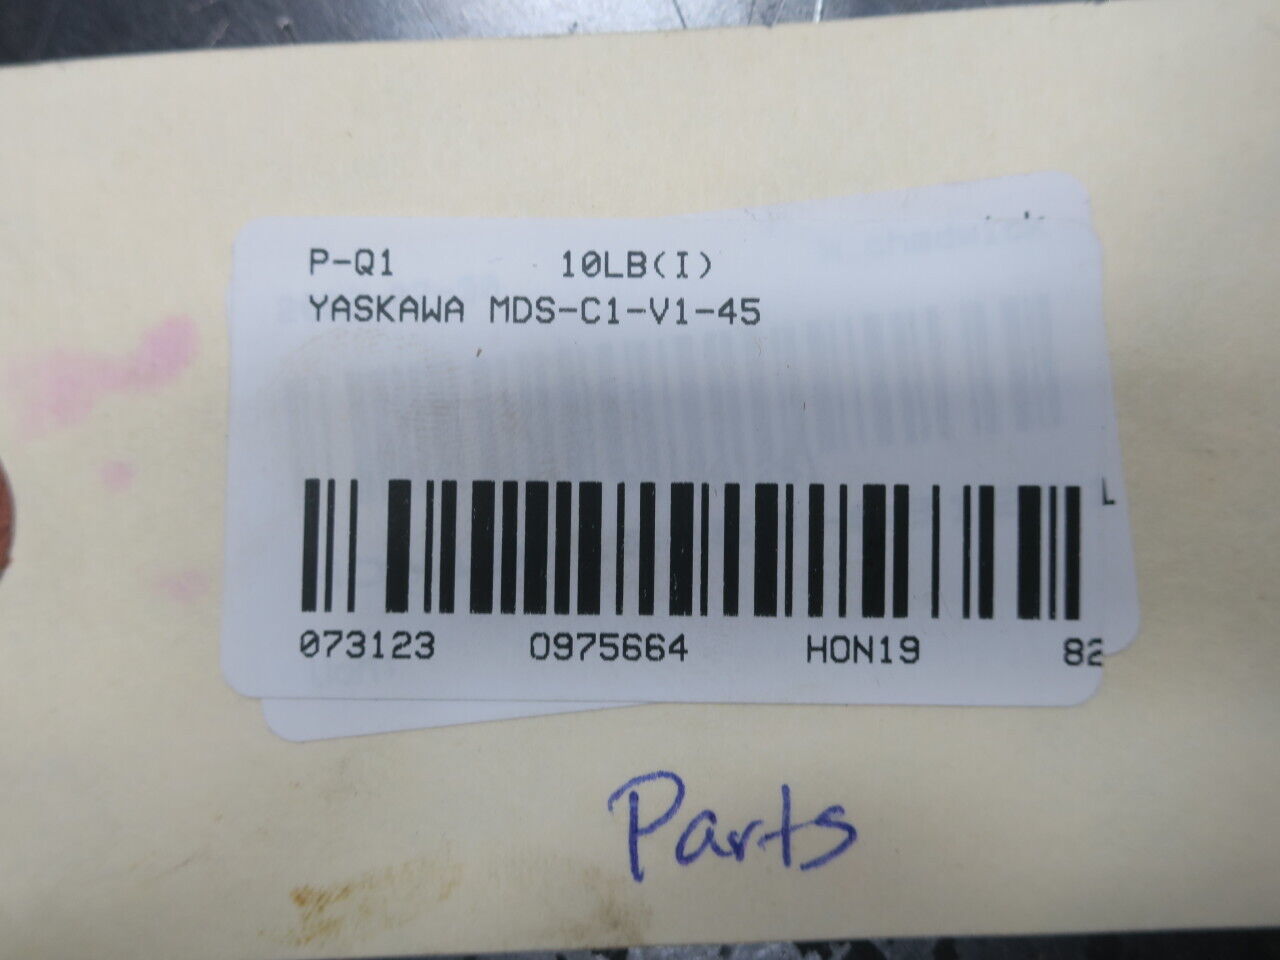 P-Q1 10LB(I)
YASKAWA MDS-C1-V1-45
L
073123 0975664 HON19 82
Parts